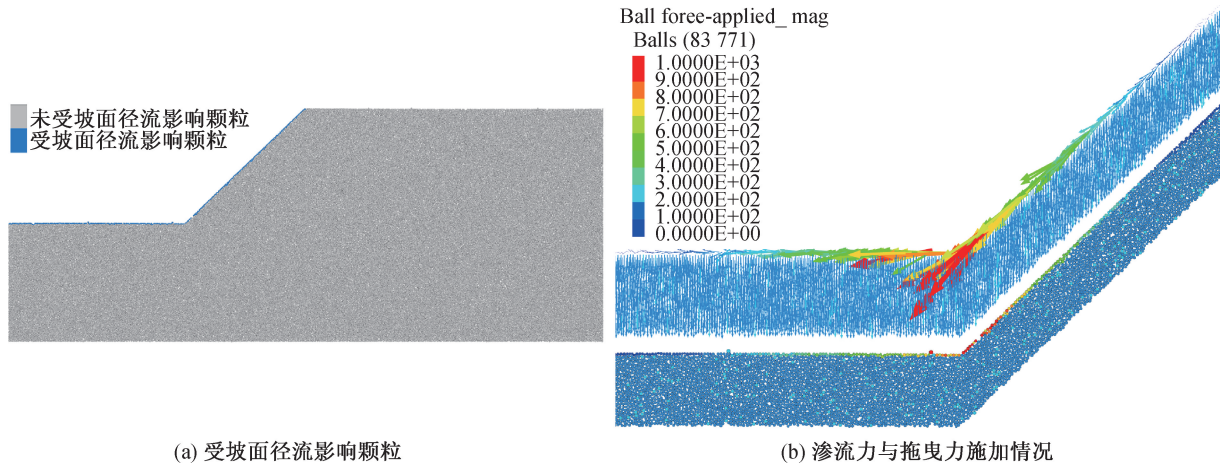 未受坡面径流影响颗粒
受坡面径流影响颗粒
(a) 受坡面径流影响颗粒
Ball foree-applied_ mag
Balls (83 771)
1.0000E+03
9.0000E+02
8.0000E+02
7.0000E+02
6.0000E+02
5.0000E+02
4.0000E+02
3.0000E+02
2.0000E+02
1.0000E+02
0.0000E+00
(b) 渗流力与拖曳力施加情况